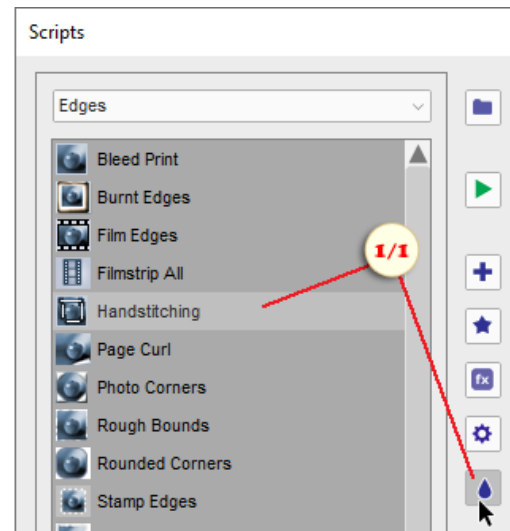 Scripts
Edges
Bleed Print
Burnt Edges
Film Edges
1/1
Filmstrip All
Handstitching
Page Curl
fx
Photo Corners
Rough Bounds
Rounded Corners
Stamp Edges